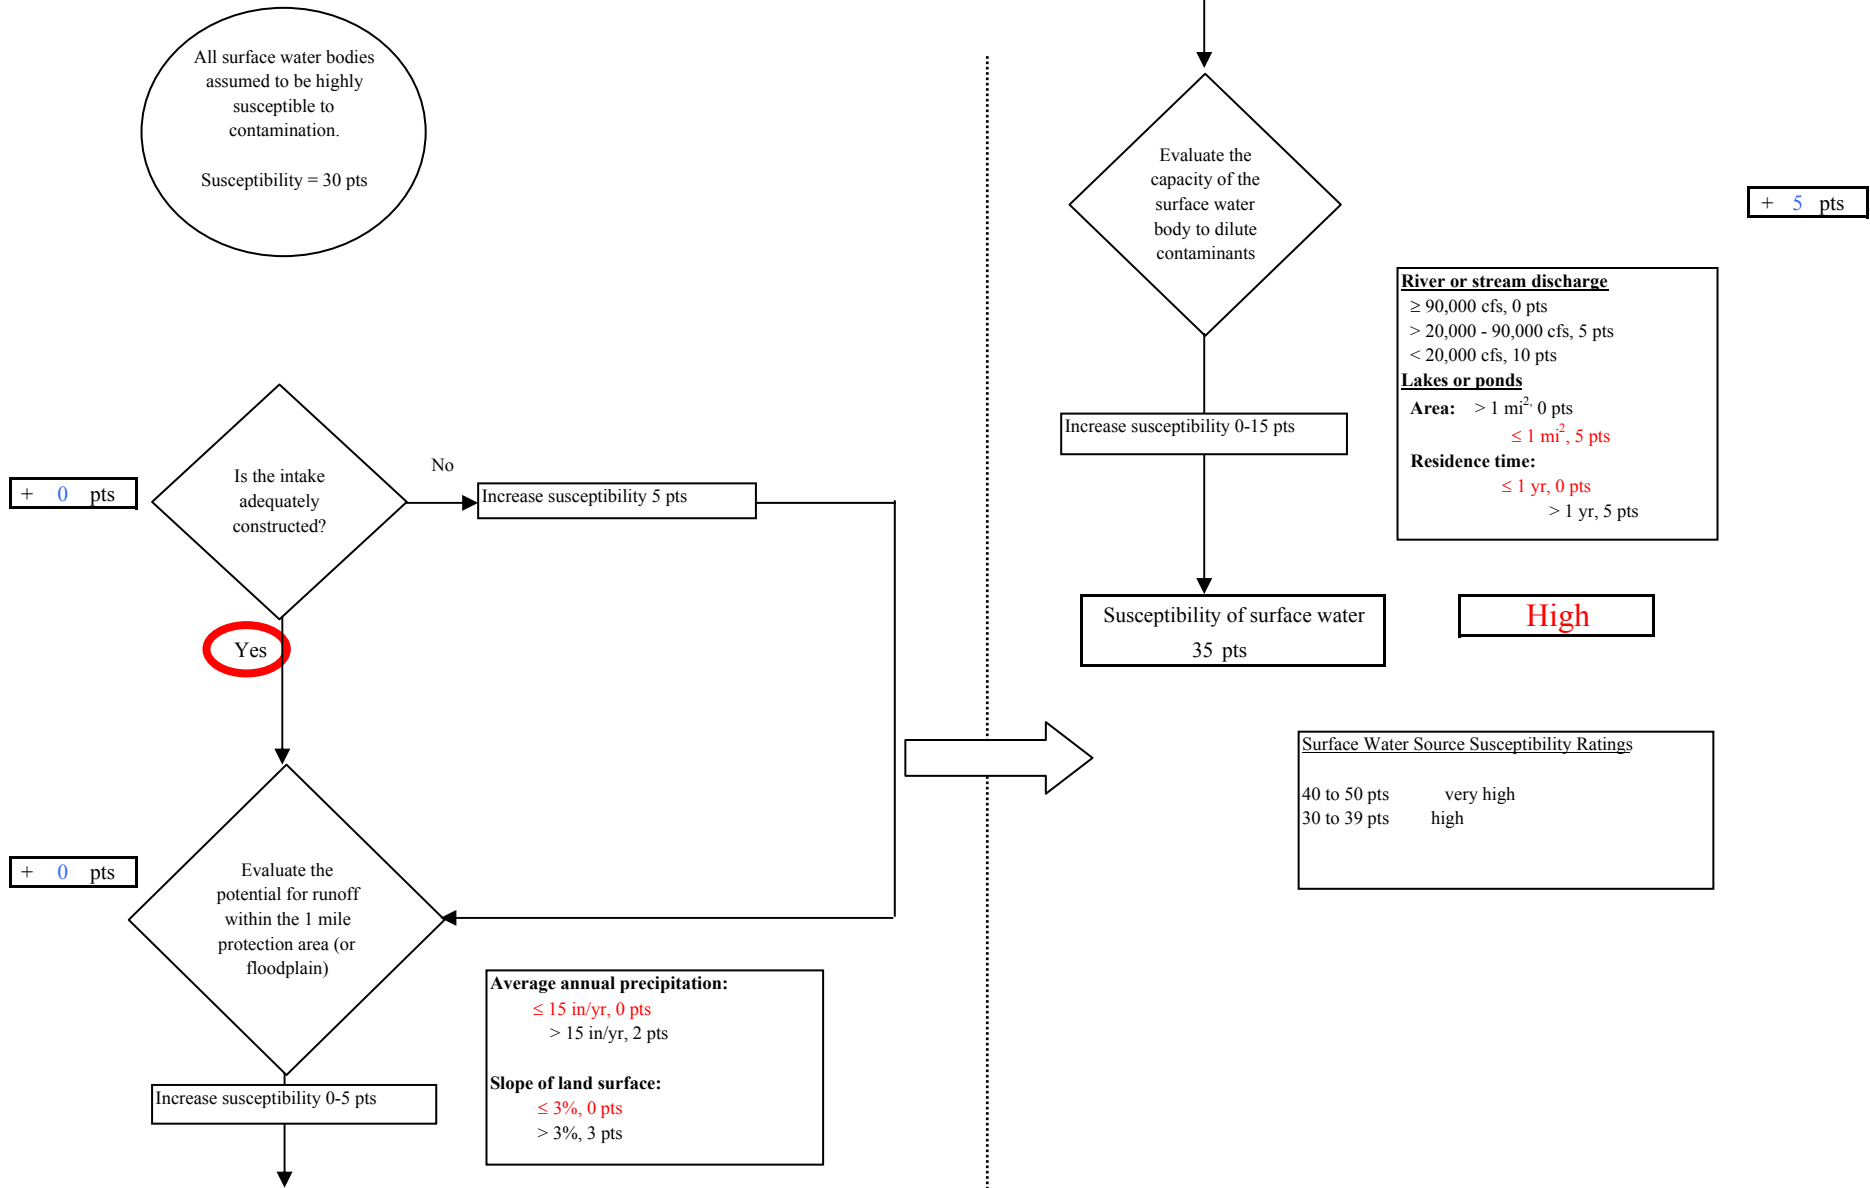 All surface water bodies
assumed to be highly
susceptible to
contamination.
Susceptibility = 30 pts
+ 0 pts
Is the intake
adequately
constructed?
No
Increase susceptibility 5 pts
Yes
+ 0 pts
Evaluate the
potential for runoff
within the 1 mile
protection area (or
floodplain)
Average annual precipitation:
≤ 15 in/yr, 0 pts
> 15 in/yr, 2 pts
Slope of land surface:
≤ 3%, 0 pts
> 3%, 3 pts
Increase susceptibility 0-5 pts
Evaluate the
capacity of the
surface water
body to dilute
contaminants
+ 5 pts
River or stream discharge
≥ 90,000 cfs, 0 pts
> 20,000 - 90,000 cfs, 5 pts
< 20,000 cfs, 10 pts
Lakes or ponds
Area: > 1 mi², 0 pts
≤ 1 mi², 5 pts
Residence time:
≤ 1 yr, 0 pts
> 1 yr, 5 pts
Increase susceptibility 0-15 pts
Susceptibility of surface water
35 pts
High
Surface Water Source Susceptibility Ratings
40 to 50 pts very high
30 to 39 pts high